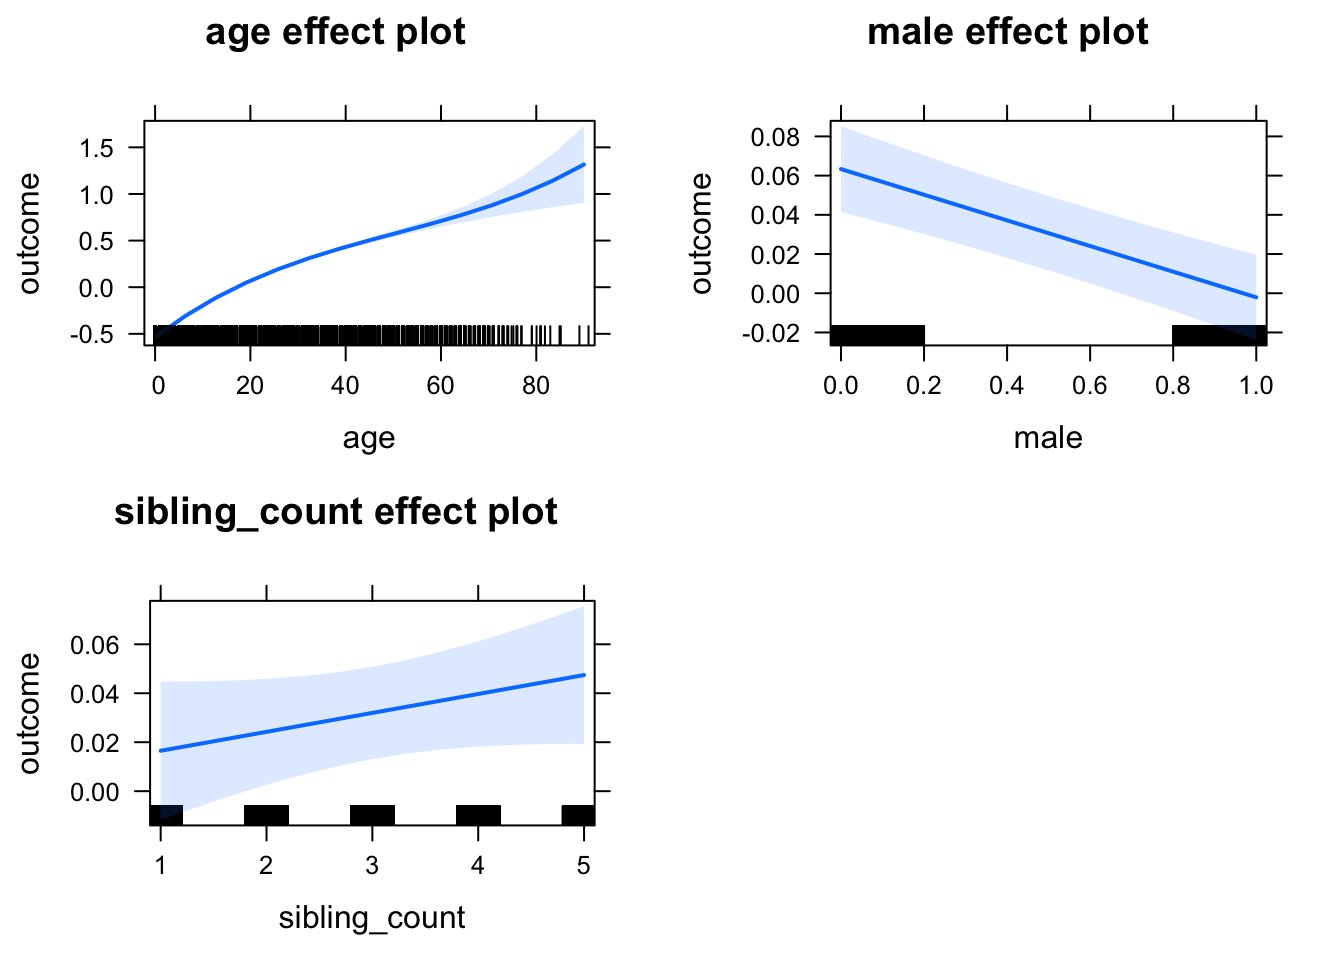 age effect plot
outcome
1.5
1.0
0.5
0.0
-0.5
0 20 40 60 80
age
male effect plot
outcome
0.08
0.06
0.04
0.02
0.00
-0.02
0.0 0.2 0.4 0.6 0.8 1.0
male
sibling_count effect plot
outcome
0.06
0.04
0.02
0.00
1 2 3 4 5
sibling_count